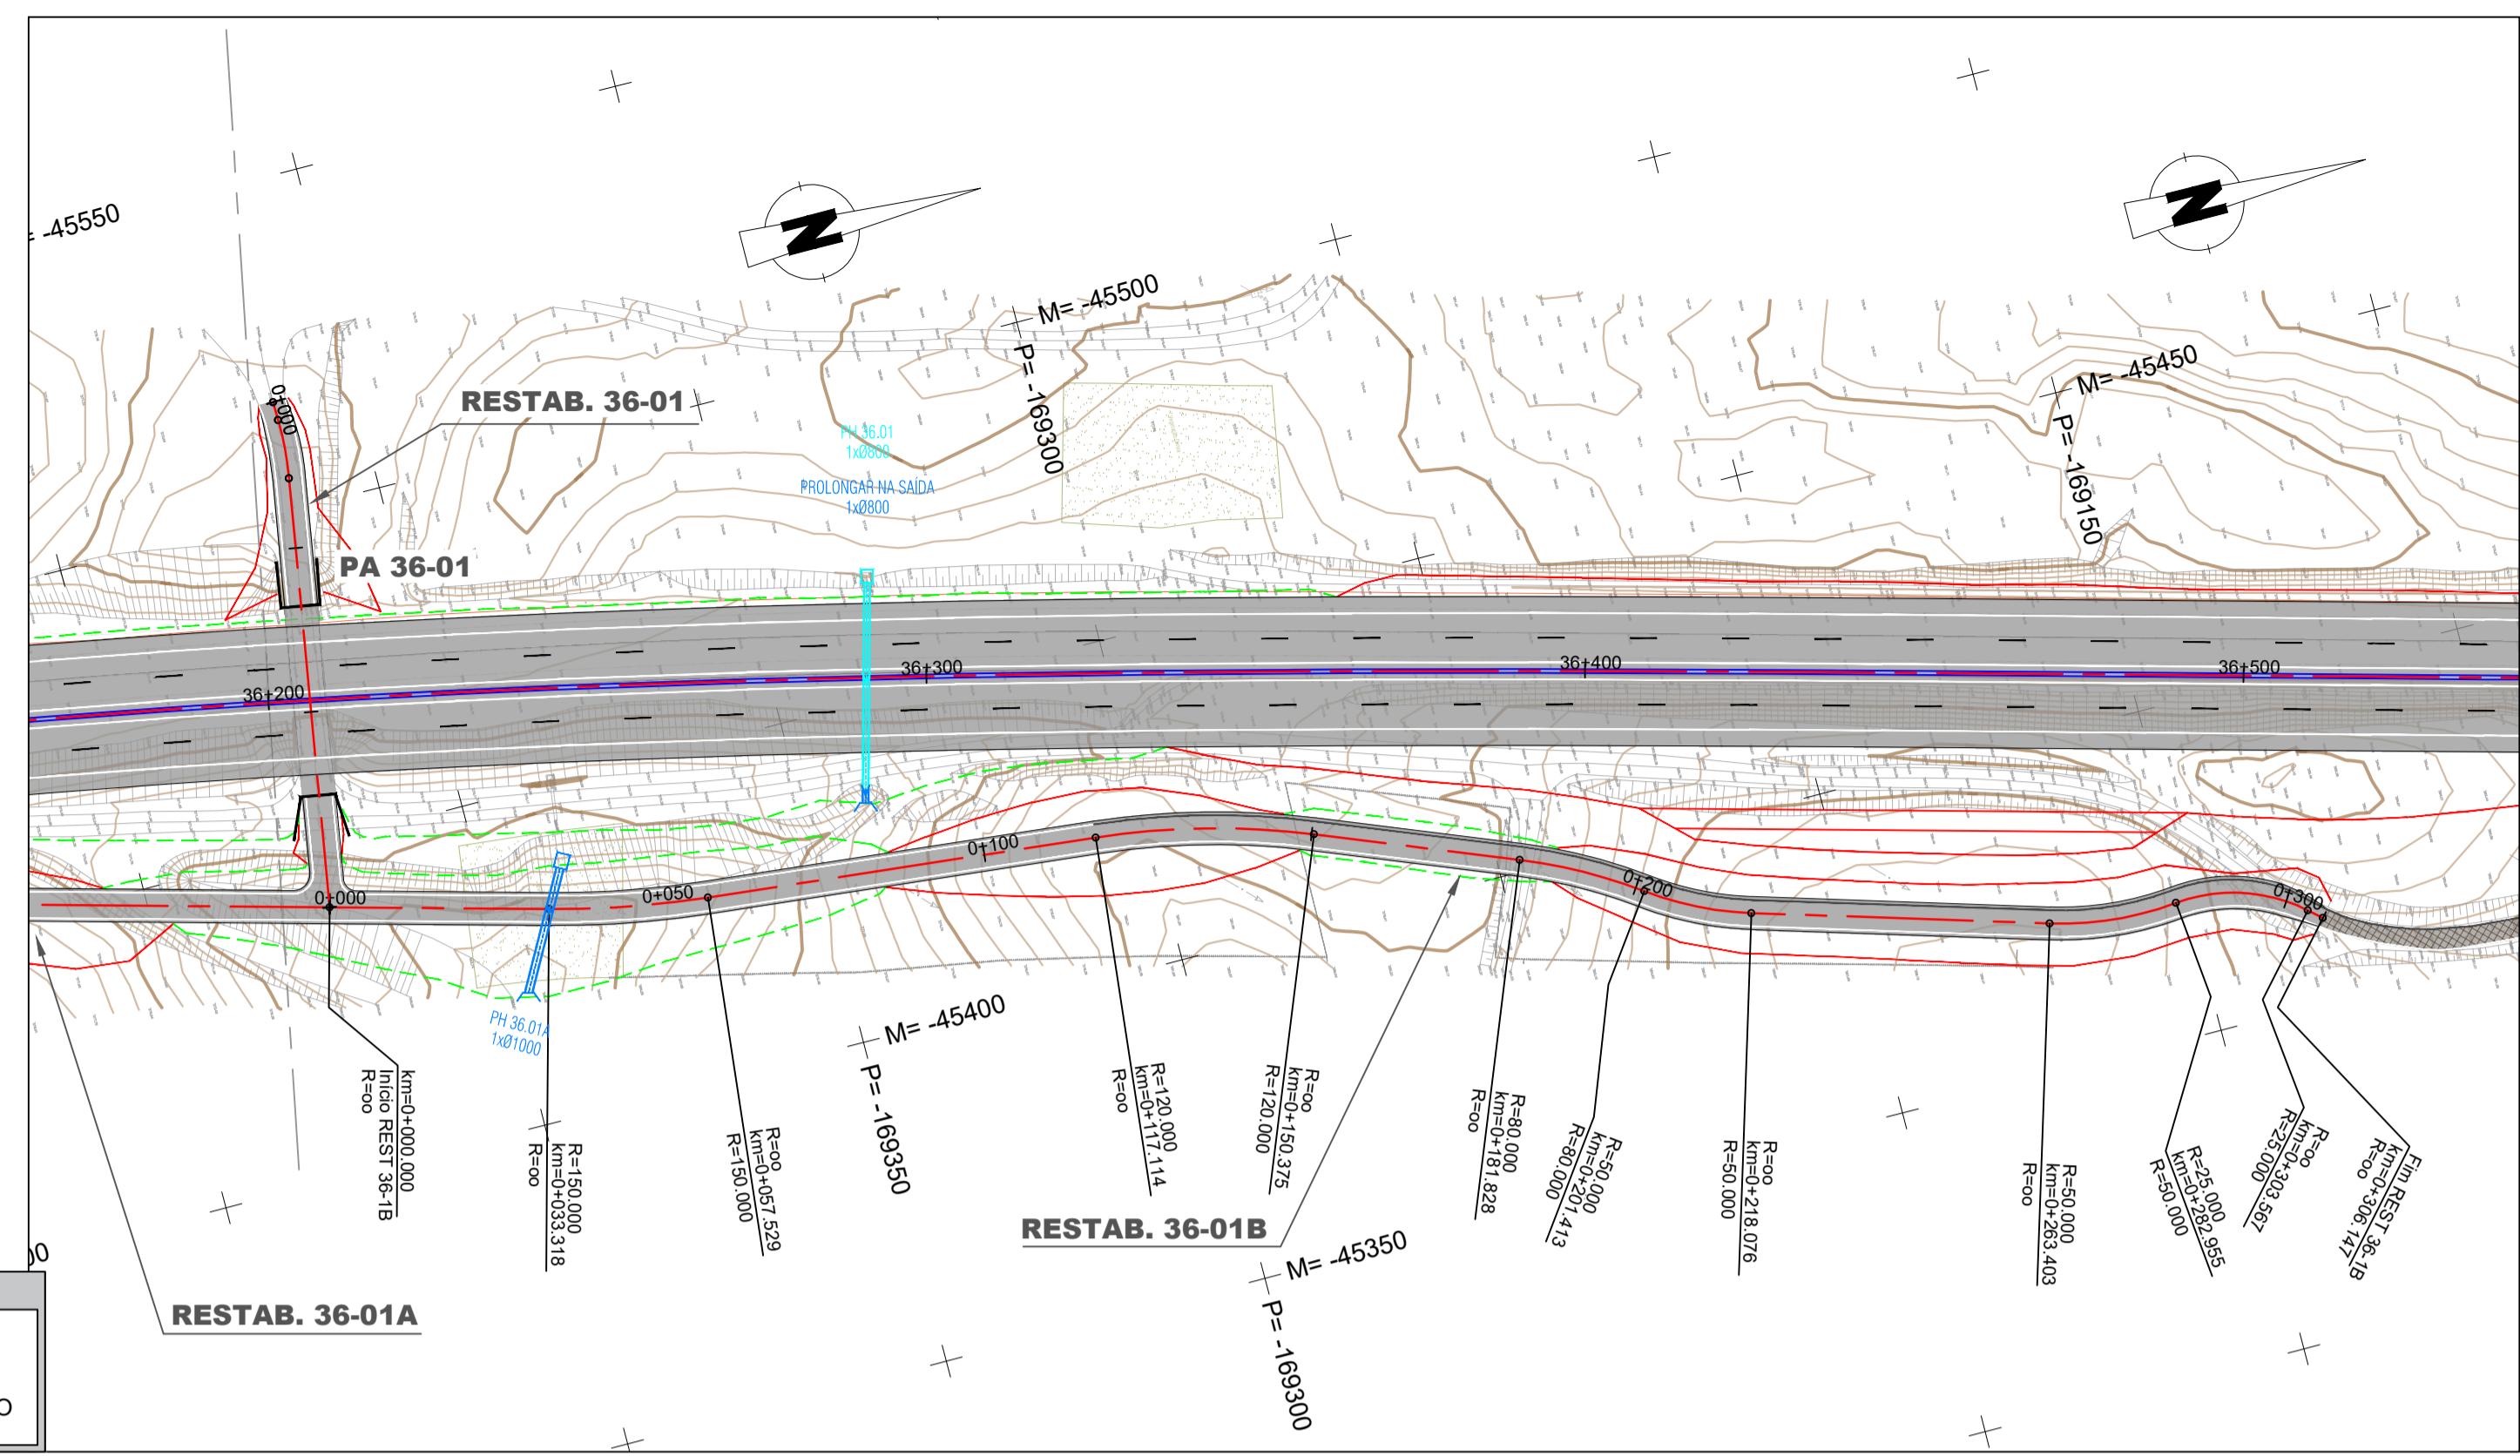 = -45550
N
N
M= -45500
P= -169300
M= -45450
P= -169150
RESTAB. 36-01
0+000
PH 36.01
1xØ800
PROLONGAR NA SAÍDA
1xØ800
PA 36-01
36+200
36+300
36+400
36+500
0+000
0+050
0+100
0+200
0+300
PH 36.01A
1xØ1000
M= -45400
P= -169350
km=0+000.000
Início REST 36-1B
R=oo
R=150.000
km=0+033.318
R=oo
R=oo
km=0+057.529
R=150.000
R=120.000
km=0+117.114
R=oo
R=oo
km=0+150.375
R=120.000
R=80.000
km=0+181.828
R=oo
R=50.000
km=0+201.413
R=80.000
R=oo
km=0+218.076
R=50.000
R=50.000
km=0+263.403
R=oo
R=25.000
km=0+282.955
R=50.000
R=oo
km=0+303.567
R=25.000
Fim REST 36-1B
km=0+306.147
R=oo
RESTAB. 36-01B
M= -45350
P= -169300
RESTAB. 36-01A
O